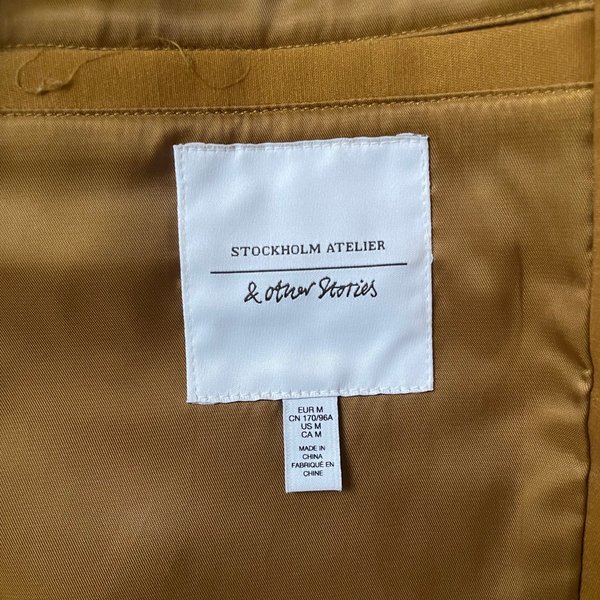 STOCKHOLM ATELIER
& other Stories
EUR M
CN 170/96A
US M
CA M
MADE IN
CHINA
FABRIQUÉ EN
CHINE